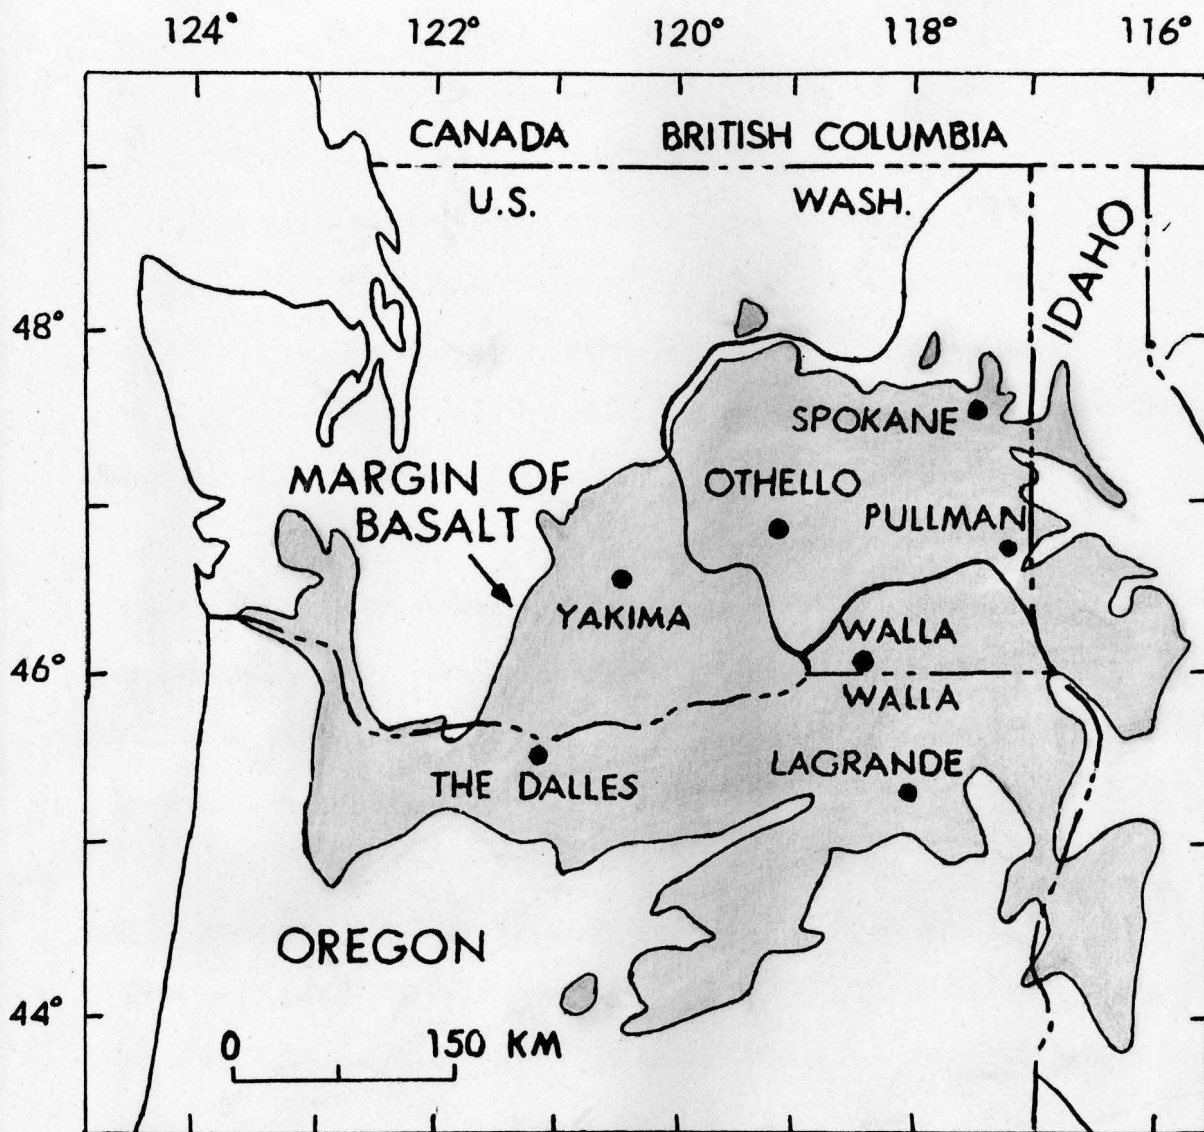 124° 122° 120° 118° 116°
CANADA BRITISH COLUMBIA
U.S. WASH.
IDAHO
48°
SPOKANE
MARGIN OF
BASALT
OTHELLO
PULLMAN
YAKIMA
WALLA
46°
WALLA
LAGRANDE
THE DALLES
OREGON
44°
0 150 KM